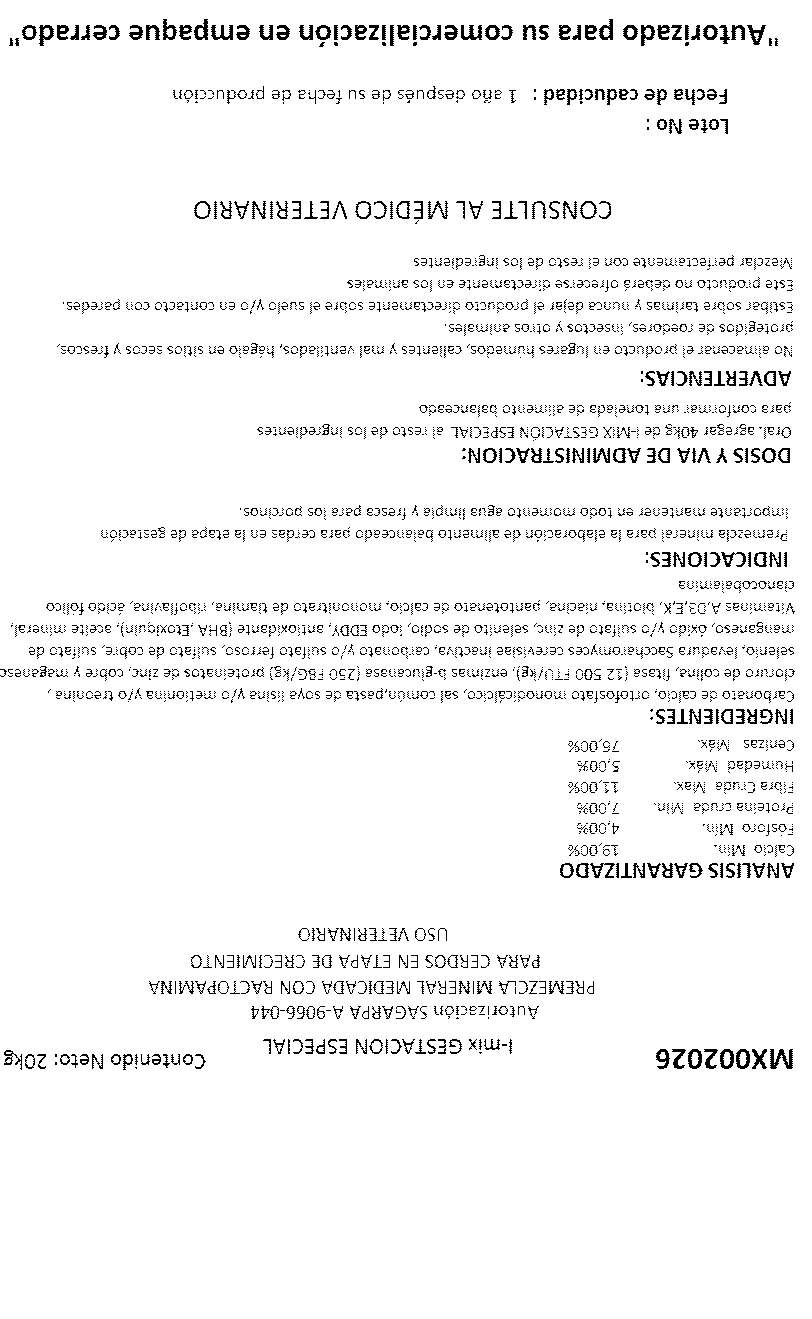 MX002026
I-mix GESTACION ESPECIAL
Contenido Neto: 20kg
Autorización SAGARPA A-9066-044
PREMEZCLA MINERAL MEDICADA CON RACTOPAMINA
PARA CERDOS EN ETAPA DE CRECIMIENTO
USO VETERINARIO
ANALISIS GARANTIZADO
Calcio Mín. 19,00%
Fósforo Mín. 4,00%
Proteina cruda Mín. 7,00%
Fibra Cruda Max. 11,00%
Humedad Máx. 5,00%
Cenizas Máx. 75,00%
INGREDIENTES:
Carbonato de calcio, ortofosfato monodicálcico, sal común,pasta de soya lisina y/o metionina y/o treonina ,
cloruro de colina, fitasa (12 500 FTU/kg), enzimas b-glucanasa (250 FBG/kg) proteinatos de zinc, cobre y maganeso
selenio, levadura Saccharomyces cerevisiae inactiva, carbonato y/o sulfato ferroso, sulfato de cobre, sulfato de
manganeso, óxido y/o sulfato de zinc, selenito de sodio, iodo EDDY, antioxidante (BHA ,Etoxiquin), aceite mineral,
Vitaminas A,D3,E,K, biotina, niacina, pantotenato de calcio, mononitrato de tiamina, riboflavina, ácido fólico
cianocobalamina
INDICACIONES:
Premezcla mineral para la elaboración de alimento balanceado para cerdas en la etapa de gestación
Importante mantener en todo momento agua limpia y fresca para los porcinos.
DOSIS Y VIA DE ADMINISTRACION:
Oral. agregar 40kg de I-MIX GESTACIÓN ESPECIAL al resto de los ingredientes
para conformar una tonelada de alimento balanceado
ADVERTENCIAS:
No almacenar el producto en lugares húmedos, calientes y mal ventilados, hágalo en sitios secos y frescos,
protegidos de roedores, insectos y otros animales.
Estibar sobre tarimas y nunca dejar el producto directamente sobre el suelo y/o en contacto con paredes.
Este producto no deberá ofrecerse directamente en los animales
Mezclar perfectamente con el resto de los ingredientes
CONSULTE AL MÉDICO VETERINARIO
Lote No :
Fecha de caducidad : 1 año después de su fecha de producción
"Autorizado para su comercialización en empaque cerrado"